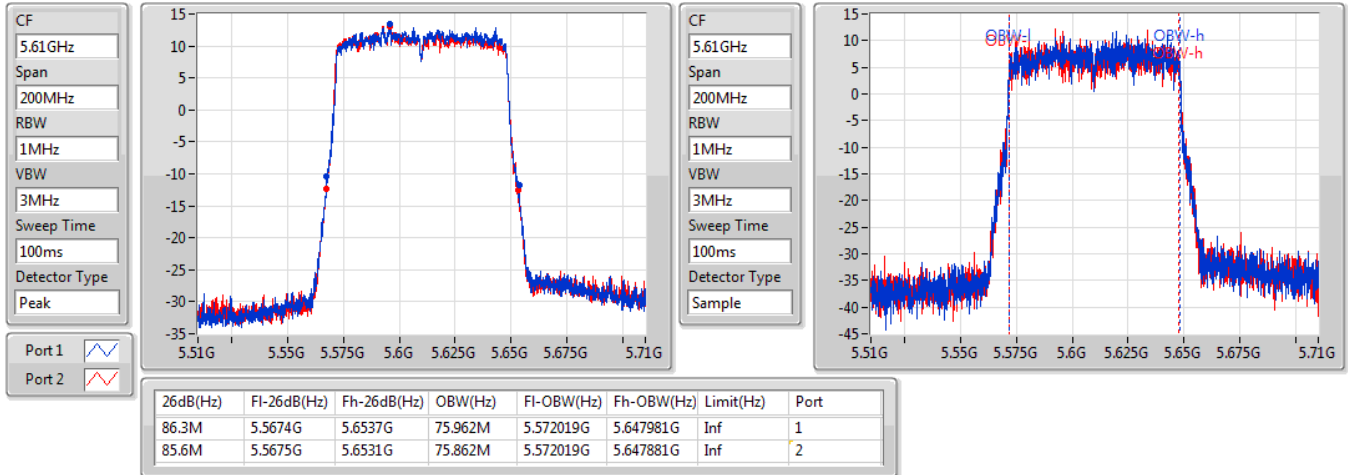 CF
5.61GHz
Span
200MHz
RBW
1MHz
VBW
3MHz
Sweep Time
100ms
Detector Type
Peak
Port 1
Port 2
15
10
5
0
-5
-10
-15
-20
-25
-30
-35
5.51G 5.55G 5.575G 5.6G 5.625G 5.65G 5.675G 5.71G
CF
5.61GHz
Span
200MHz
RBW
1MHz
VBW
3MHz
Sweep Time
100ms
Detector Type
Sample
15
10
5
0
-5
-10
-15
-20
-25
-30
-35
-40
-45
OBW-l OBW-h
OBW-h
5.51G 5.55G 5.575G 5.6G 5.625G 5.65G 5.675G 5.71G
26dB(Hz) Fl-26dB(Hz) Fh-26dB(Hz) OBW(Hz) Fl-OBW(Hz) Fh-OBW(Hz) Limit(Hz) Port
86.3M 5.5674G 5.6537G 75.962M 5.572019G 5.647981G Inf 1
85.6M 5.5675G 5.6531G 75.862M 5.572019G 5.647881G Inf 2